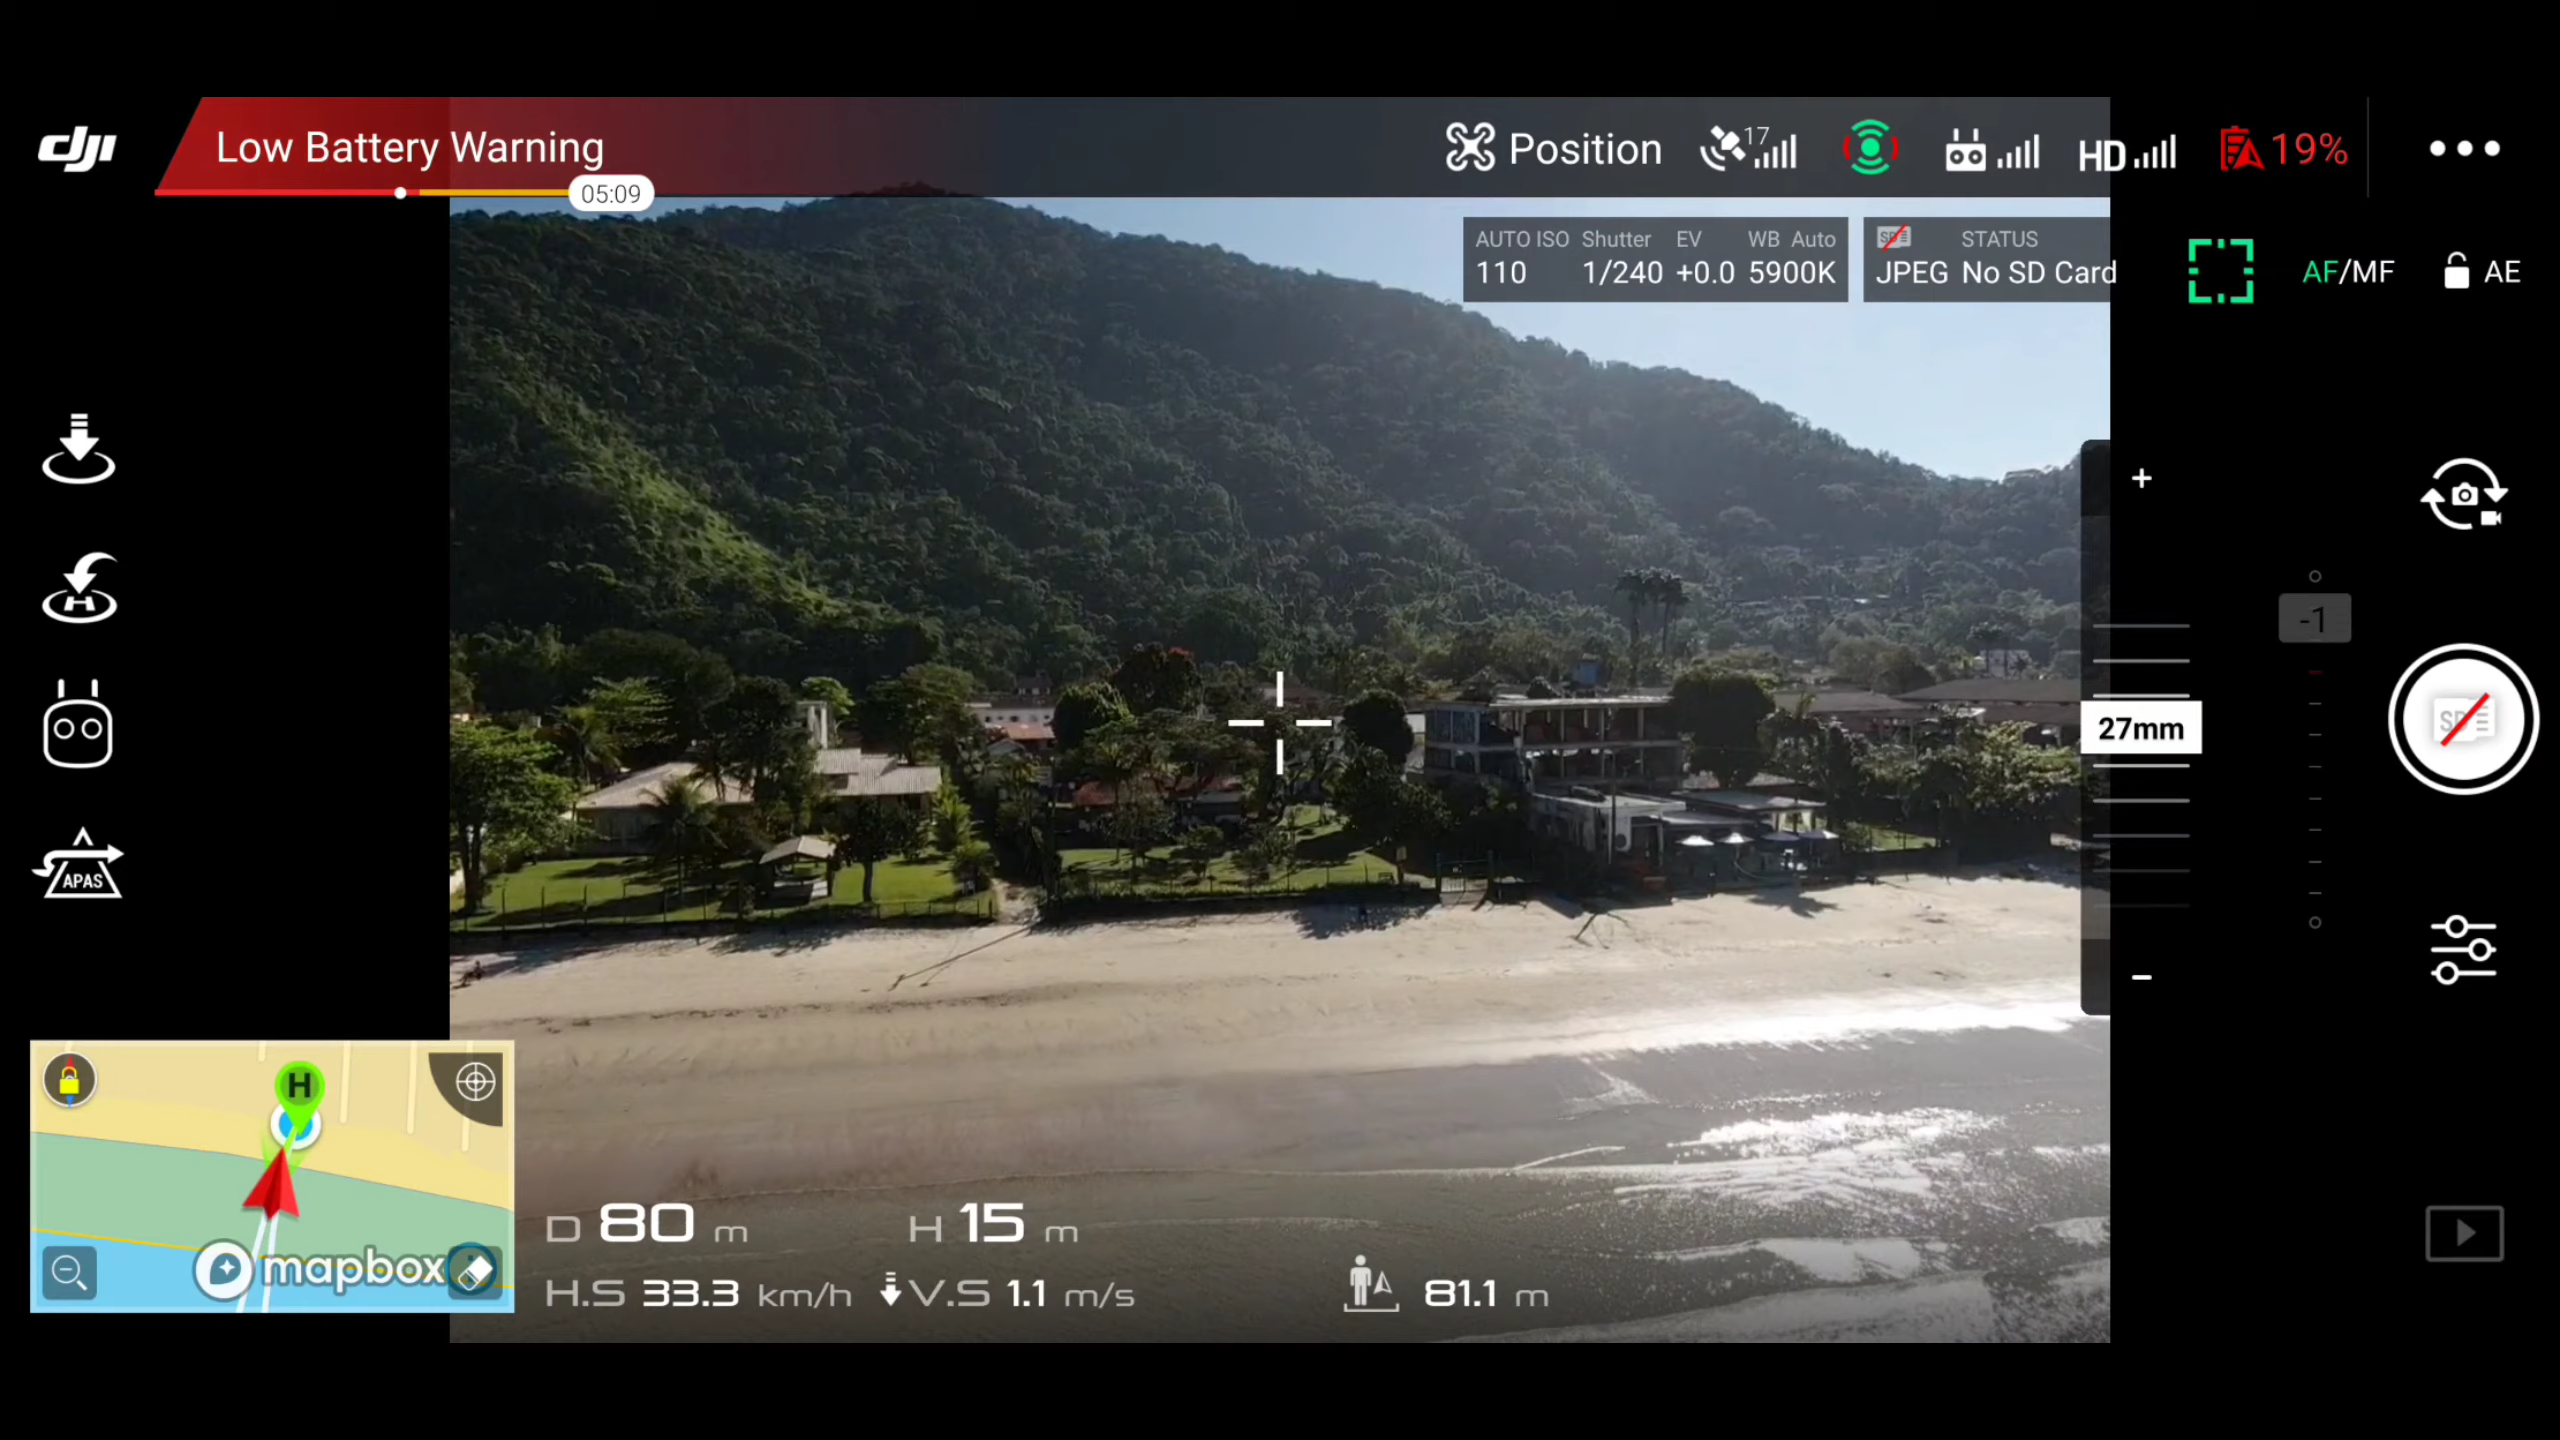 dji
Low Battery Warning
05:09
Position
17
HD
19%
AUTO ISO Shutter EV WB Auto
110 1/240 +0.0 5900K
SD STATUS
JPEG No SD Card
AF/MF
AE
+
-1
27mm
SD
−
H
APAS
H
mapbox
D 80 m H 15 m
H.S 33.3 km/h V.S 1.1 m/s
81.1 m